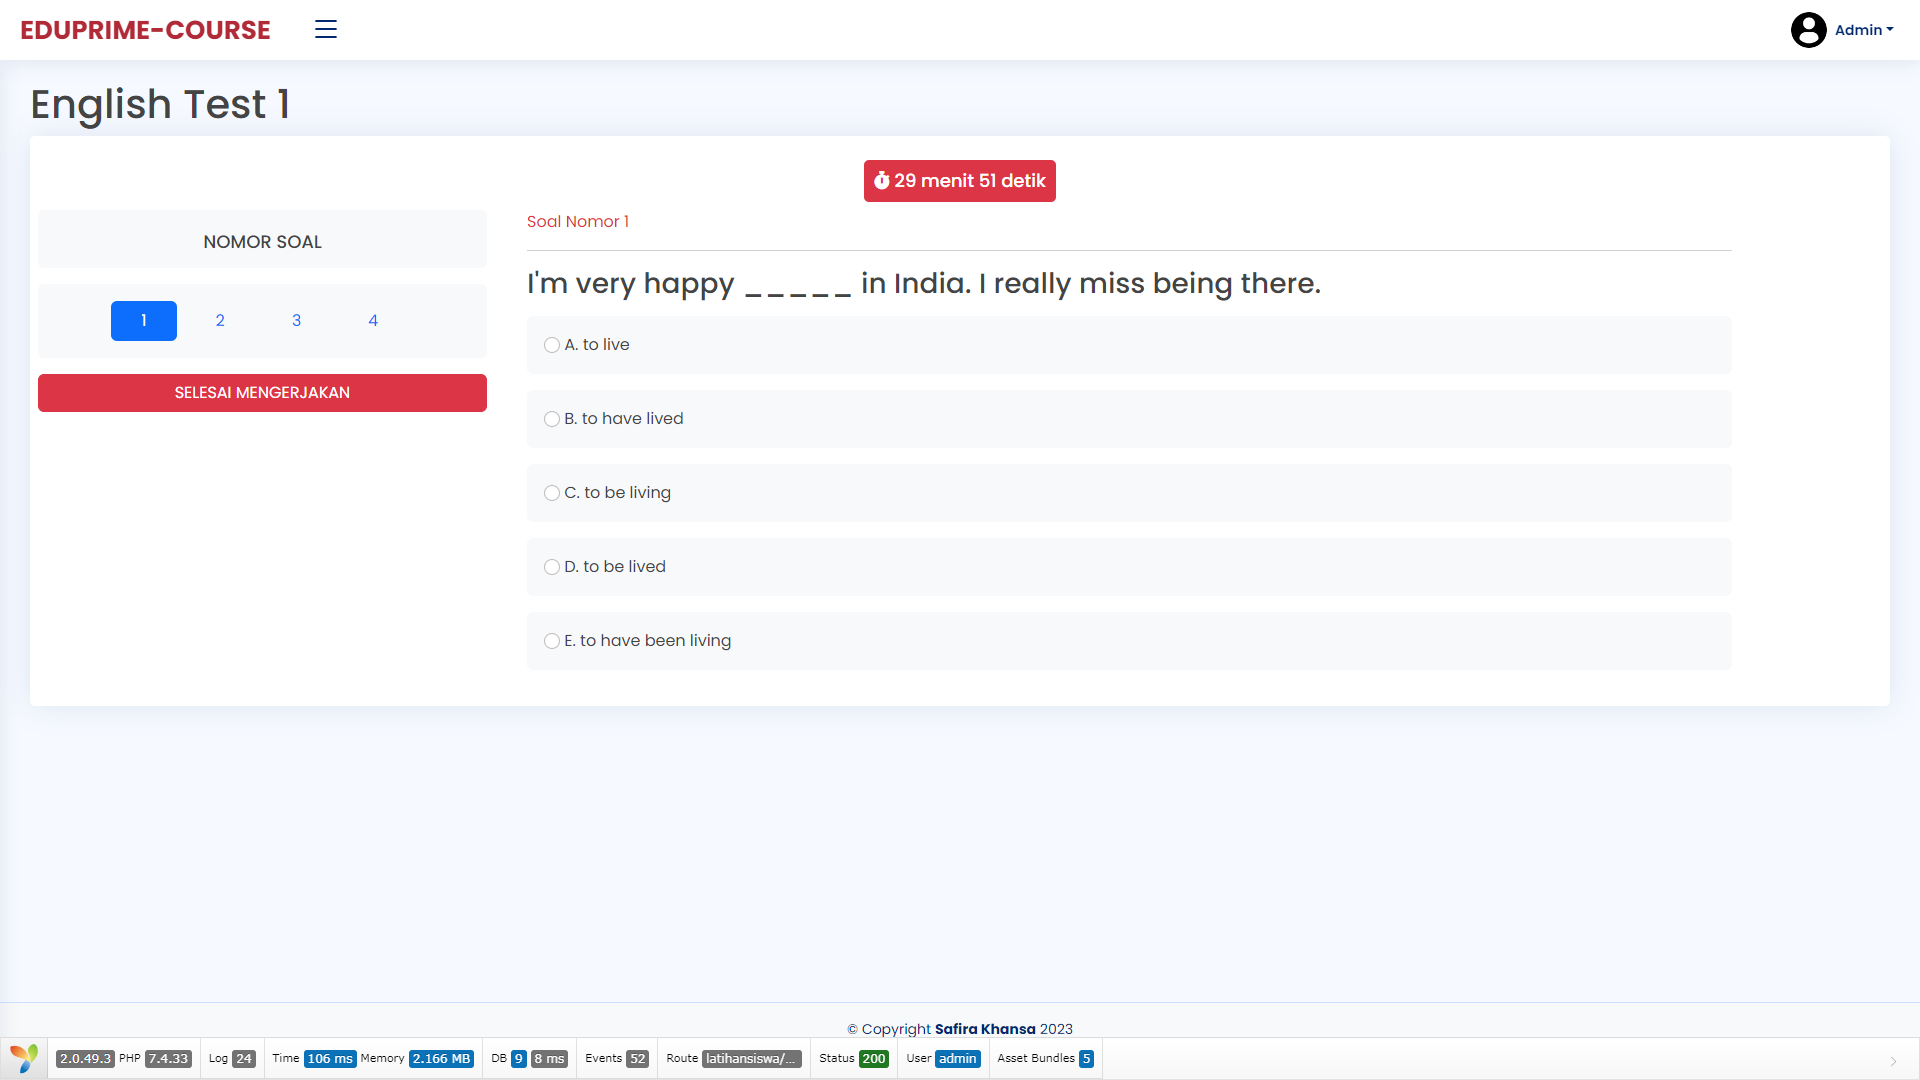 EDUPRIME-COURSE
Admin
English Test 1
29 menit 51 detik
NOMOR SOAL
1 2 3 4
SELESAI MENGERJAKAN
Soal Nomor 1
I'm very happy _____ in India. I really miss being there.
A. to live
B. to have lived
C. to be living
D. to be lived
E. to have been living
© Copyright Safira Khansa 2023
2.0.49.3 PHP 7.4.33 Log 24 Time 106 ms Memory 2.166 MB DB 9 8 ms Events 52 Route latihansiswa/... Status 200 User admin Asset Bundles 5